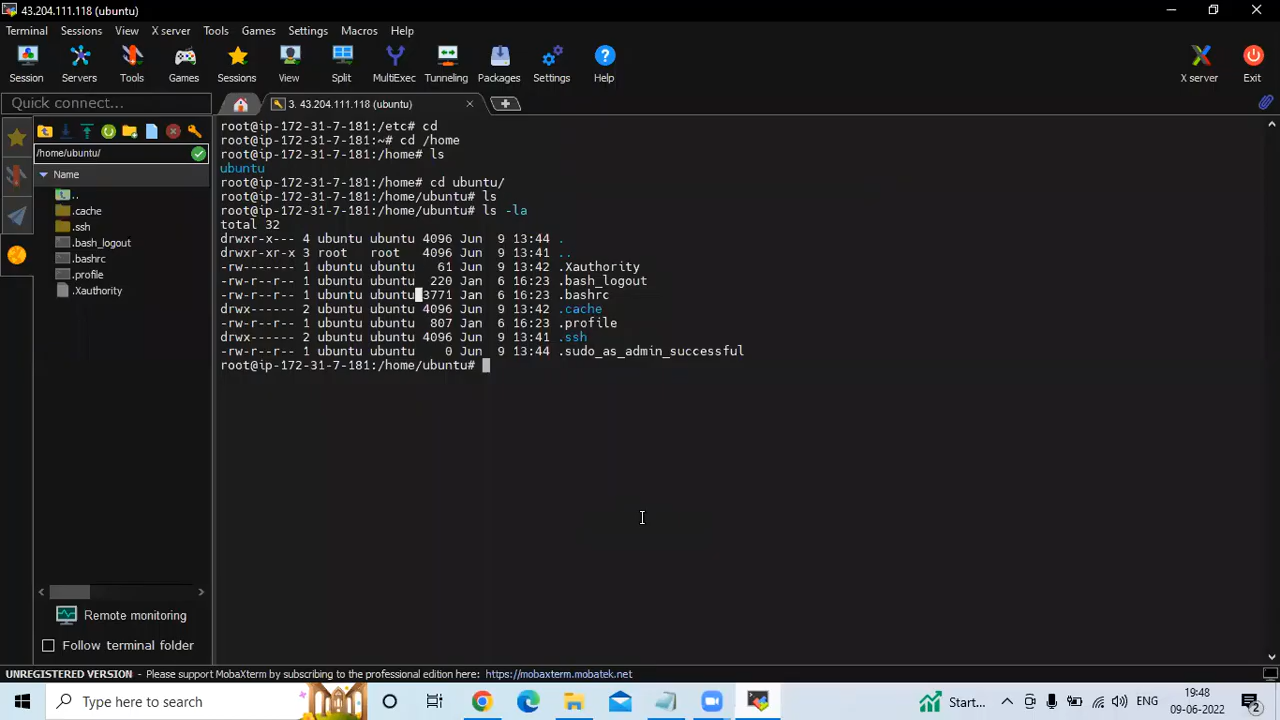 43.204.111.118 (ubuntu)
Terminal Sessions View X server Tools Games Settings Macros Help
Session Servers Tools Games Sessions View Split MultiExec Tunneling Packages Settings Help X server Exit
Quick connect...
3. 43.204.111.118 (ubuntu)
/home/ubuntu/
Name
..
.cache
.ssh
.bash_logout
.bashrc
.profile
.Xauthority
Remote monitoring
Follow terminal folder
root@ip-172-31-7-181:/etc# cd
root@ip-172-31-7-181:~# cd /home
root@ip-172-31-7-181:/home# ls
ubuntu
root@ip-172-31-7-181:/home# cd ubuntu/
root@ip-172-31-7-181:/home/ubuntu# ls
root@ip-172-31-7-181:/home/ubuntu# ls -la
total 32
drwxr-x--- 4 ubuntu ubuntu 4096 Jun  9 13:44 .
drwxr-xr-x 3 root   root   4096 Jun  9 13:41 ..
-rw------- 1 ubuntu ubuntu   61 Jun  9 13:42 .Xauthority
-rw-r--r-- 1 ubuntu ubuntu  220 Jan  6 16:23 .bash_logout
-rw-r--r-- 1 ubuntu ubuntu 3771 Jan  6 16:23 .bashrc
drwx------ 2 ubuntu ubuntu 4096 Jun  9 13:42 .cache
-rw-r--r-- 1 ubuntu ubuntu  807 Jan  6 16:23 .profile
drwx------ 2 ubuntu ubuntu 4096 Jun  9 13:41 .ssh
-rw-r--r-- 1 ubuntu ubuntu    0 Jun  9 13:44 .sudo_as_admin_successful
root@ip-172-31-7-181:/home/ubuntu#
UNREGISTERED VERSION - Please support MobaXterm by subscribing to the professional edition here: https://mobaxterm.mobatek.net
Type here to search
Start...
ENG
19:48
09-06-2022
2